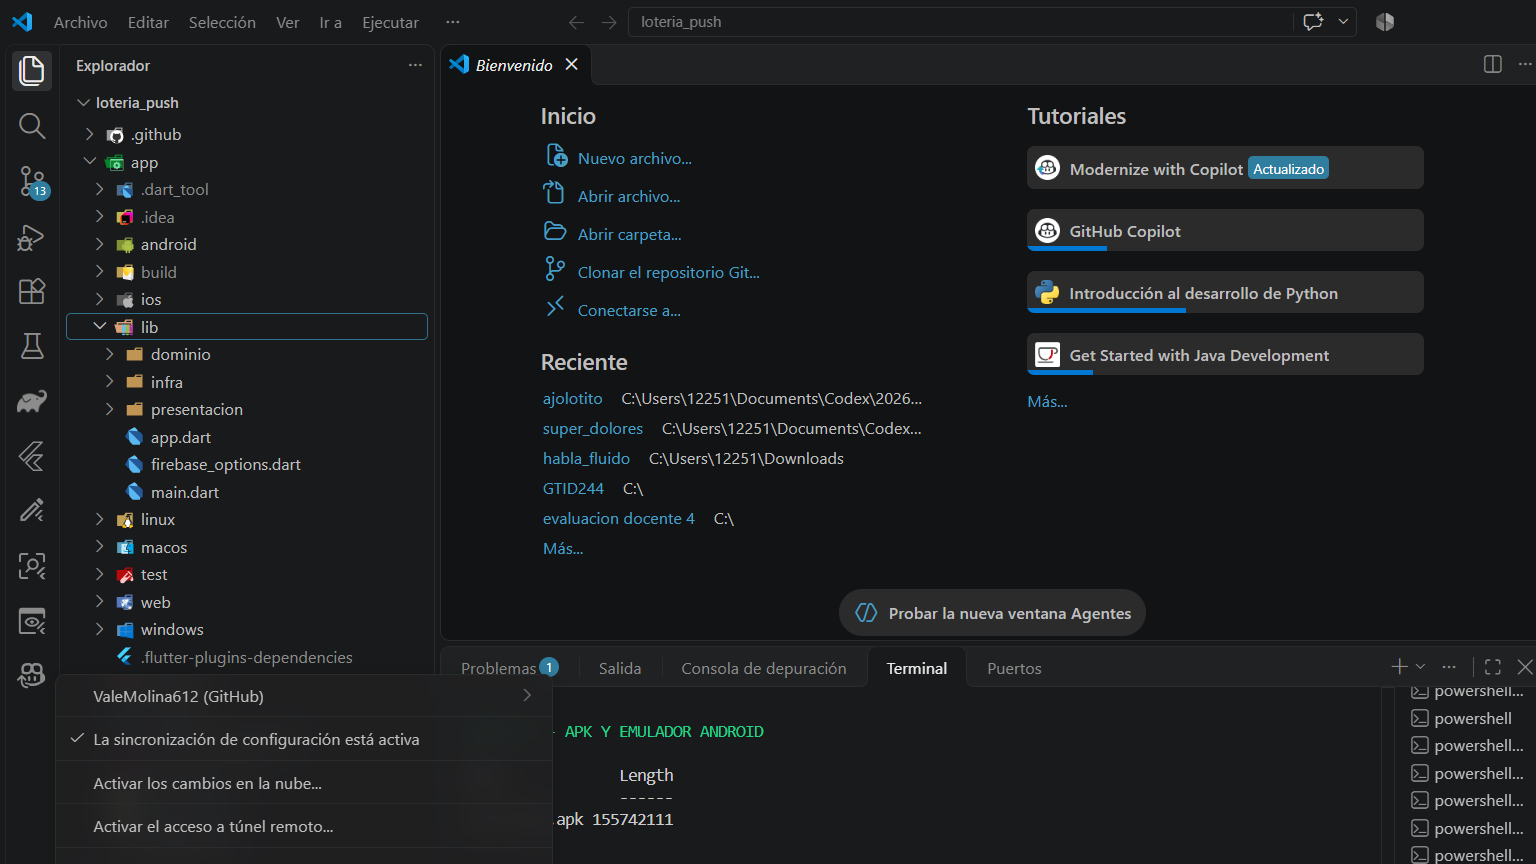 Archivo Editar Selección Ver Ir a Ejecutar ···
loteria_push
Explorador ···
loteria_push
.github
app
.dart_tool
.idea
android
build
ios
lib
dominio
infra
presentacion
app.dart
firebase_options.dart
main.dart
linux
macos
test
web
windows
.flutter-plugins-dependencies
13
Bienvenido
Inicio
Nuevo archivo...
Abrir archivo...
Abrir carpeta...
Clonar el repositorio Git...
Conectarse a...
Reciente
ajolotito C:\Users\12251\Documents\Codex\2026...
super_dolores C:\Users\12251\Documents\Codex...
habla_fluido C:\Users\12251\Downloads
GTID244 C:\
evaluacion docente 4 C:\
Más...
Tutoriales
Modernize with Copilot Actualizado
GitHub Copilot
Introducción al desarrollo de Python
Get Started with Java Development
Más...
Probar la nueva ventana Agentes
Problemas 1 Salida Consola de depuración Terminal Puertos
APK Y EMULADOR ANDROID
Length
------
.apk 155742111
powershell...
powershell
powershell...
powershell...
powershell...
powershell...
powershell...
ValeMolina612 (GitHub)
La sincronización de configuración está activa
Activar los cambios en la nube...
Activar el acceso a túnel remoto...